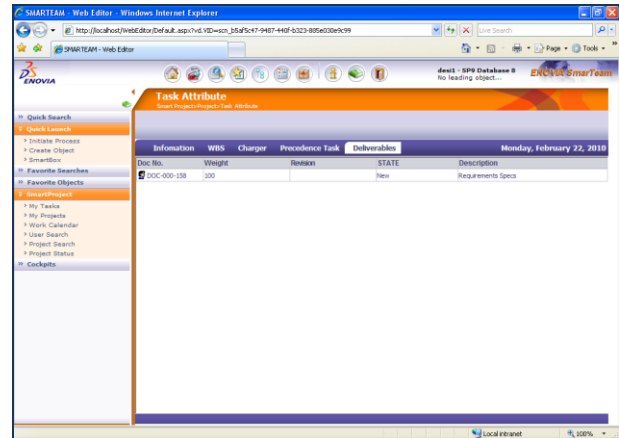 SMARTEAM - Web Editor - Windows Internet Explorer
http://localhost/WebEditor/Default.aspx?vd.VID=scn_b5af5c47-9487-440f-b323-885e030e9c99
Live Search
SMARTEAM - Web Editor
Page Tools
ENOVIA
desi1 - SP9 Database 8
No leading object...
ENOVIA SmarTeam
Task Attribute
Smart Project>Projects>Task Attribute
Quick Search
Quick Launch
Initiate Process
Create Object
SmartBox
Favorite Searches
Favorite Objects
SmartProject
My Tasks
My Projects
Work Calendar
User Search
Project Search
Project Status
Cockpits
Infomation WBS Charger Precedence Task Deliverables Monday, February 22, 2010
Doc No. Weight Revision STATE Description
DOC-000-158 100 New Requirements Specs
Local intranet 100%